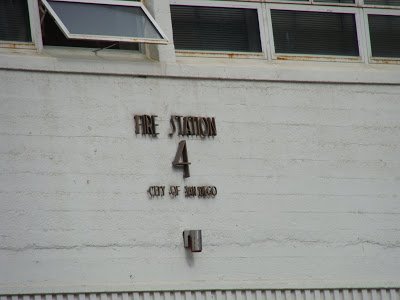 FIRE STATION
4
CITY OF SAN DIEGO